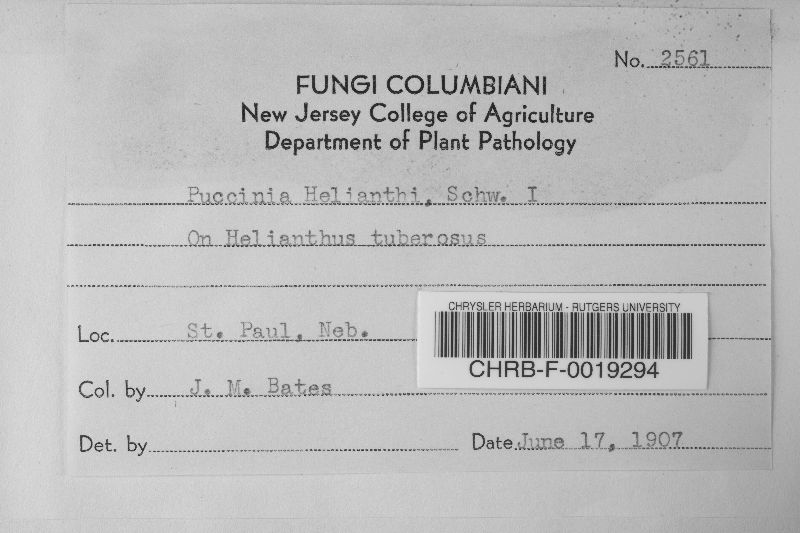 No. 2561
FUNGI COLUMBIANI
New Jersey College of Agriculture
Department of Plant Pathology
Puccinia Helianthi, Schw. I
On Helianthus tuberosus
CHRYSLER HERBARIUM - RUTGERS UNIVERSITY
CHRB-F-0019294
Loc. St. Paul, Neb.
Col. by J. M. Bates
Det. by
Date June 17, 1907